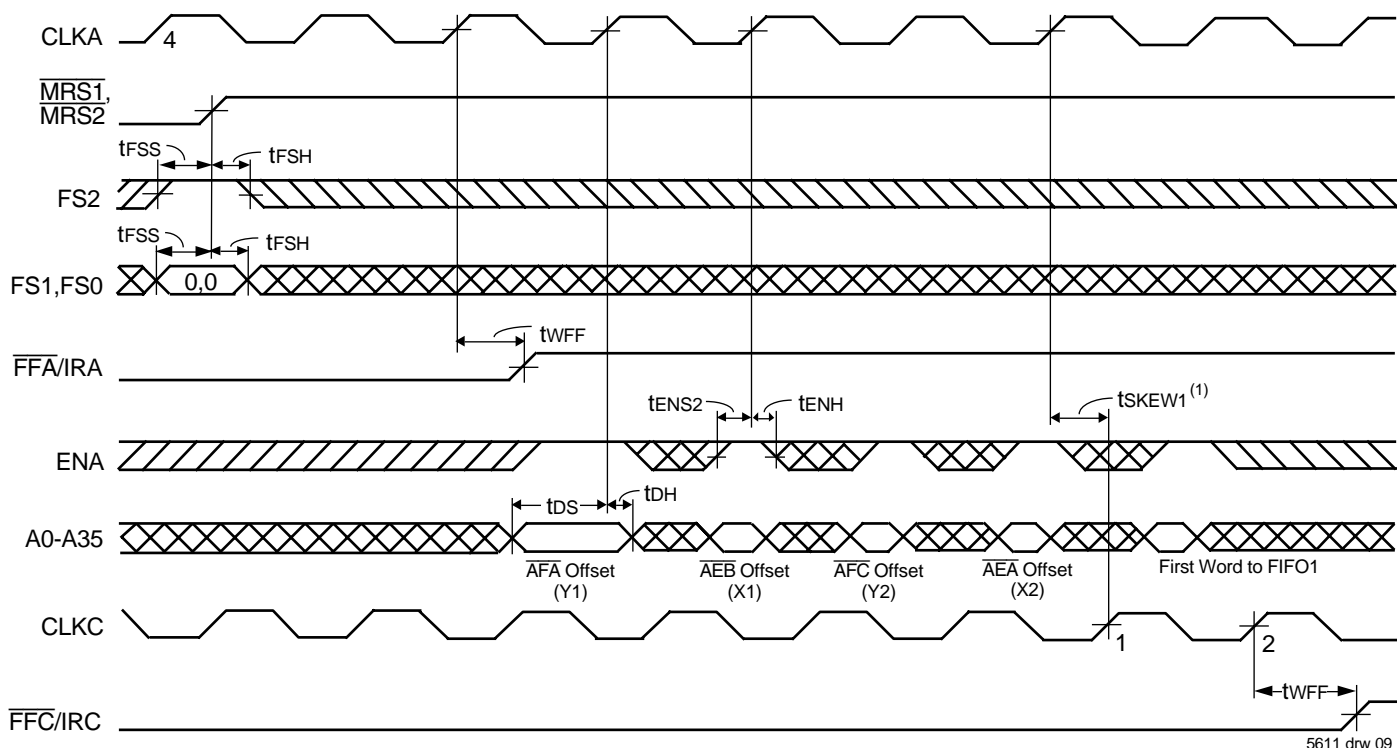 CLKA
4
MRS1,
MRS2
tFSS
tFSH
FS2
tFSS
tFSH
FS1,FS0
0,0
tWFF
FFA/IRA
tENS2
tENH
tSKEW1 (1)
ENA
tDS
tDH
A0-A35
AFA Offset
(Y1)
AEB Offset
(X1)
AFC Offset
(Y2)
AEA Offset
(X2)
First Word to FIFO1
CLKC
1
2
tWFF
FFC/IRC
5611 drw 09